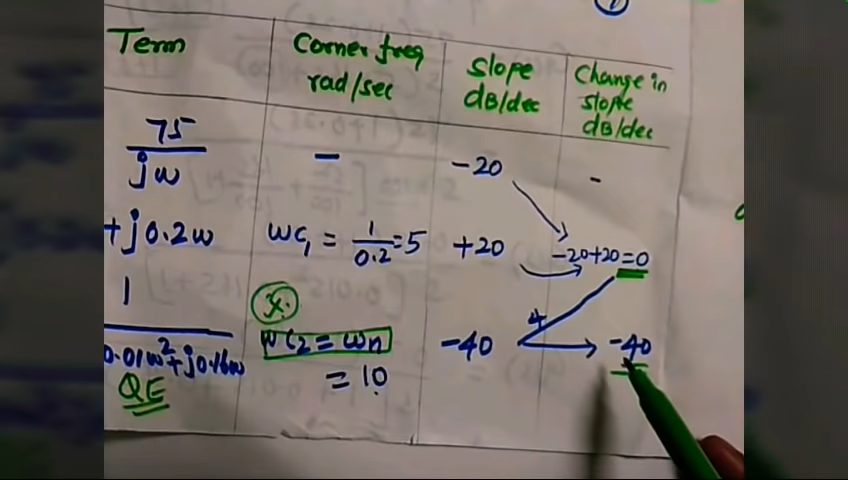 Term Corner freq rad/sec Slope dB/dec Change in slope dB/dec
75/jw - -20 -
+j0.2w wc₁ = 1/0.2 = 5 +20 -20+20=0
1
0.01w²+j0.16w wc₂ = wn -40 -40
QE = 10